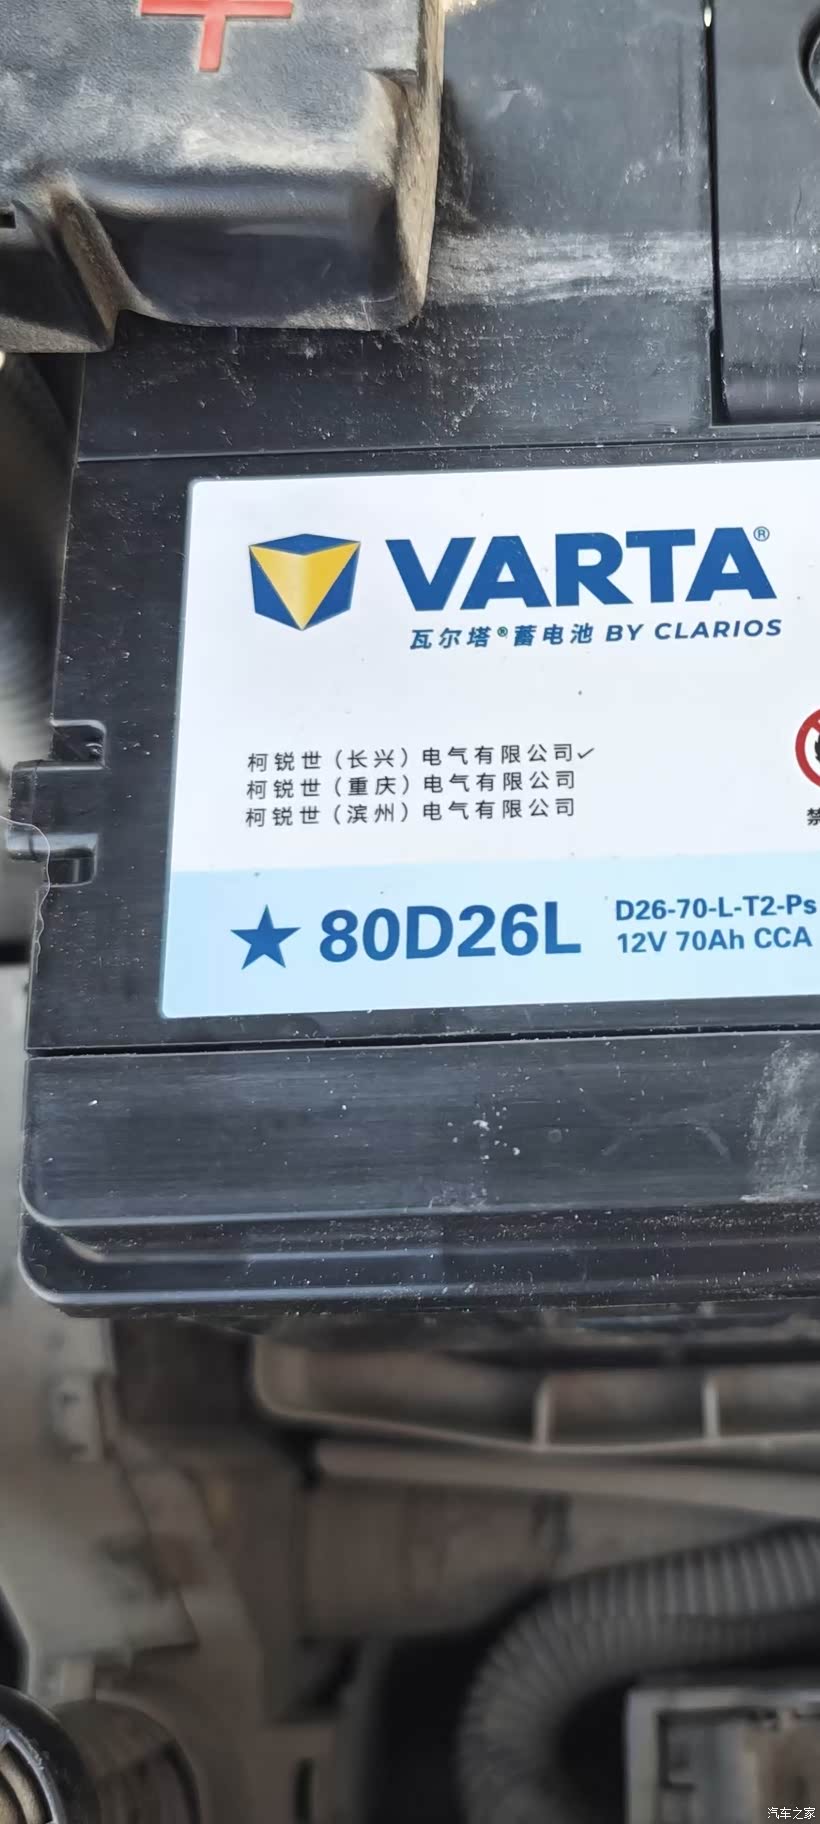 VARTA®
瓦尔塔®蓄电池 BY CLARIOS
柯锐世（长兴）电气有限公司✓
柯锐世（重庆）电气有限公司
柯锐世（滨州）电气有限公司
禁
★ 80D26L
D26-70-L-T2-Ps
12V 70Ah CCA
汽车之家